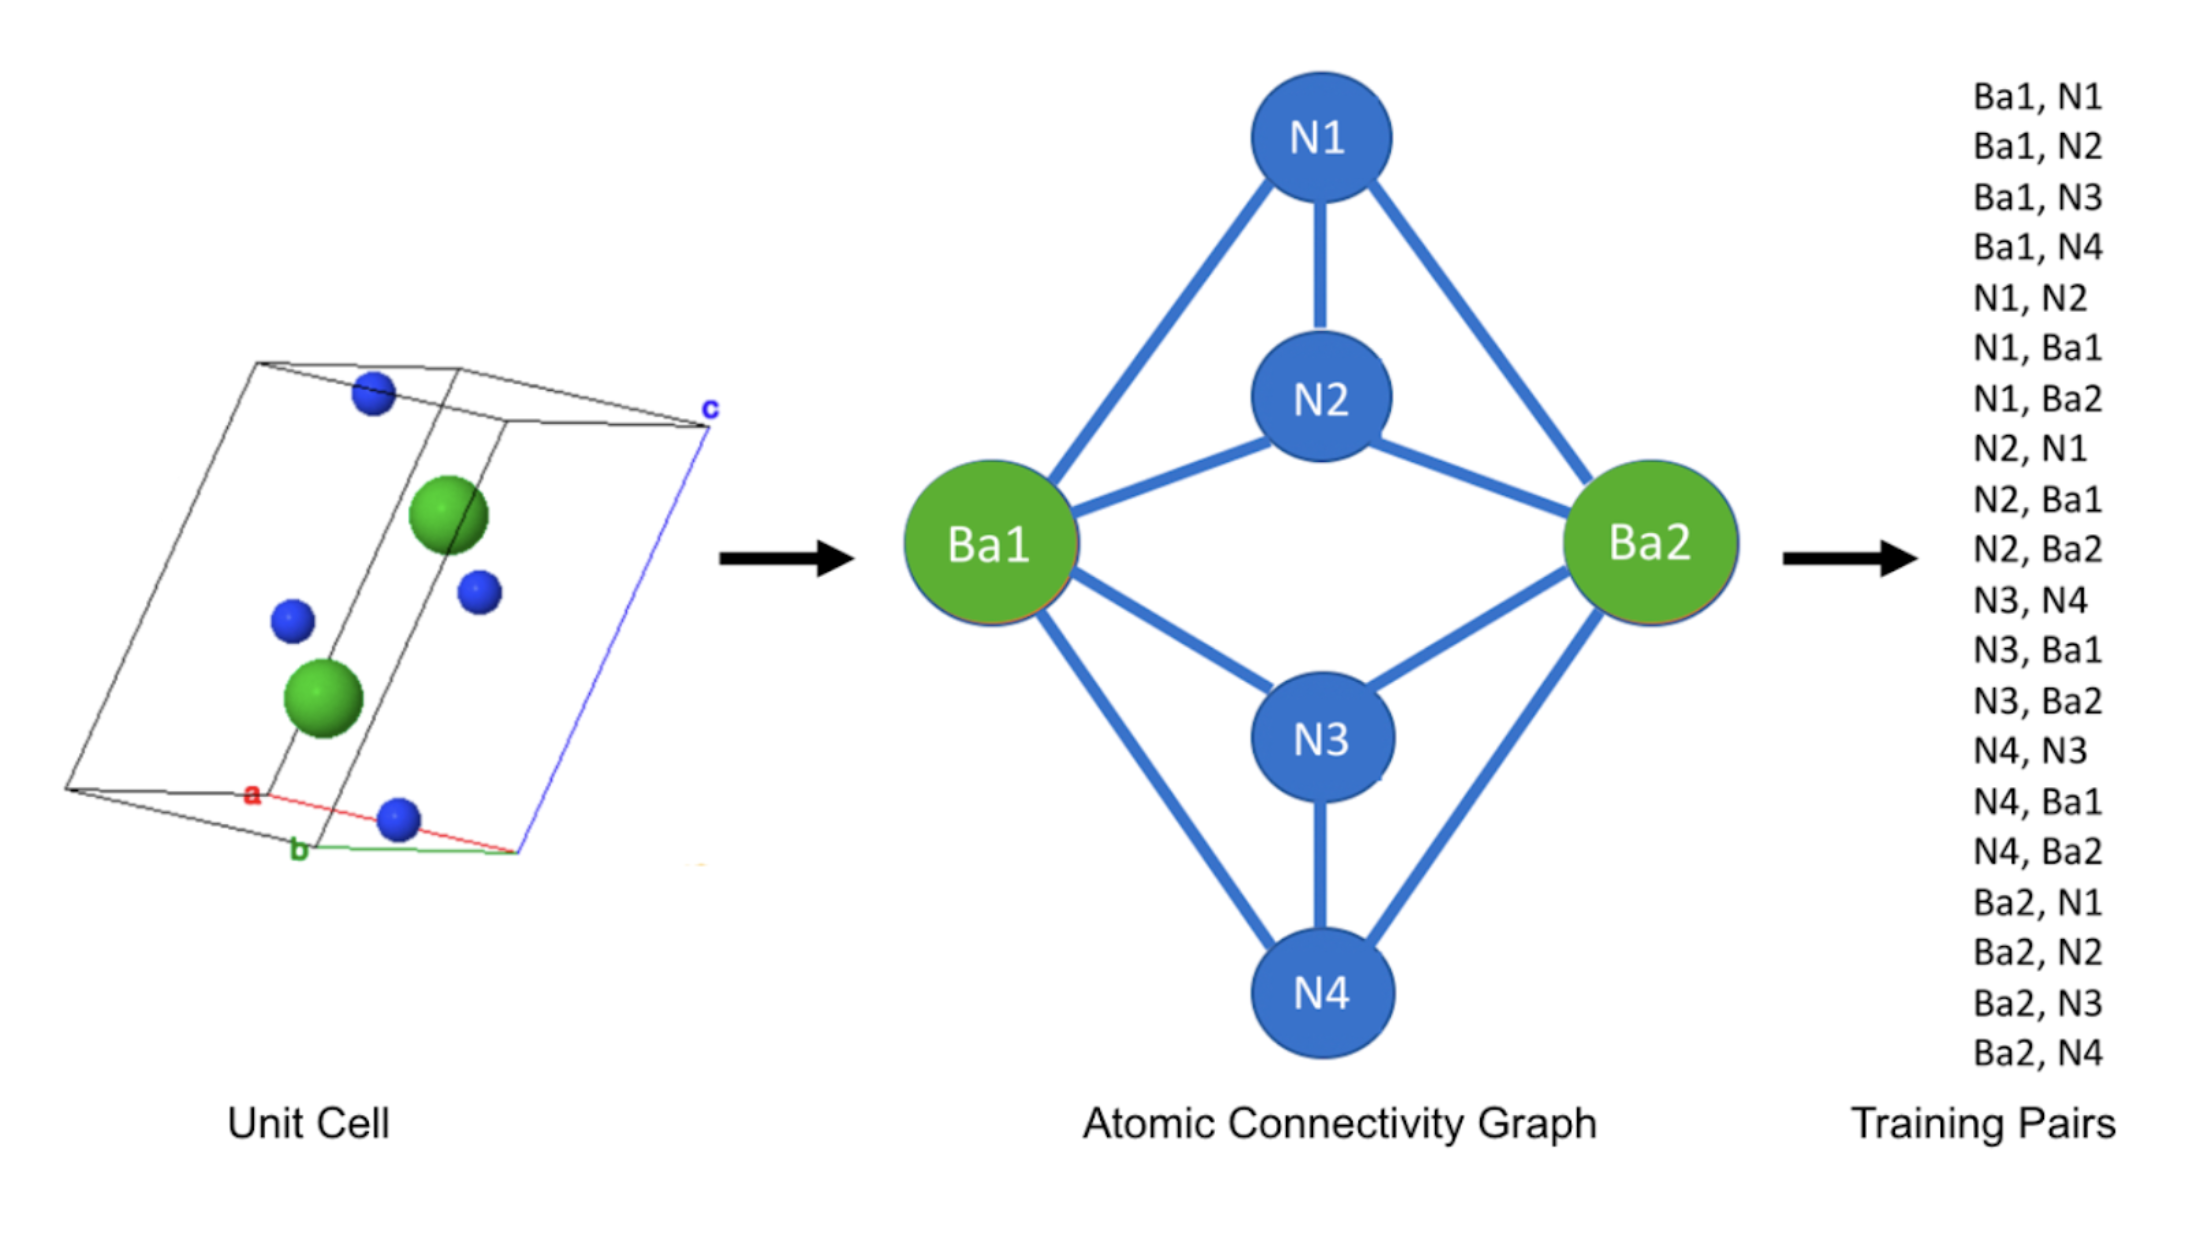 c
a
b
N1
N2
Ba1
Ba2
N3
N4
Ba1, N1
Ba1, N2
Ba1, N3
Ba1, N4
N1, N2
N1, Ba1
N1, Ba2
N2, N1
N2, Ba1
N2, Ba2
N3, N4
N3, Ba1
N3, Ba2
N4, N3
N4, Ba1
N4, Ba2
Ba2, N1
Ba2, N2
Ba2, N3
Ba2, N4
Unit Cell
Atomic Connectivity Graph
Training Pairs